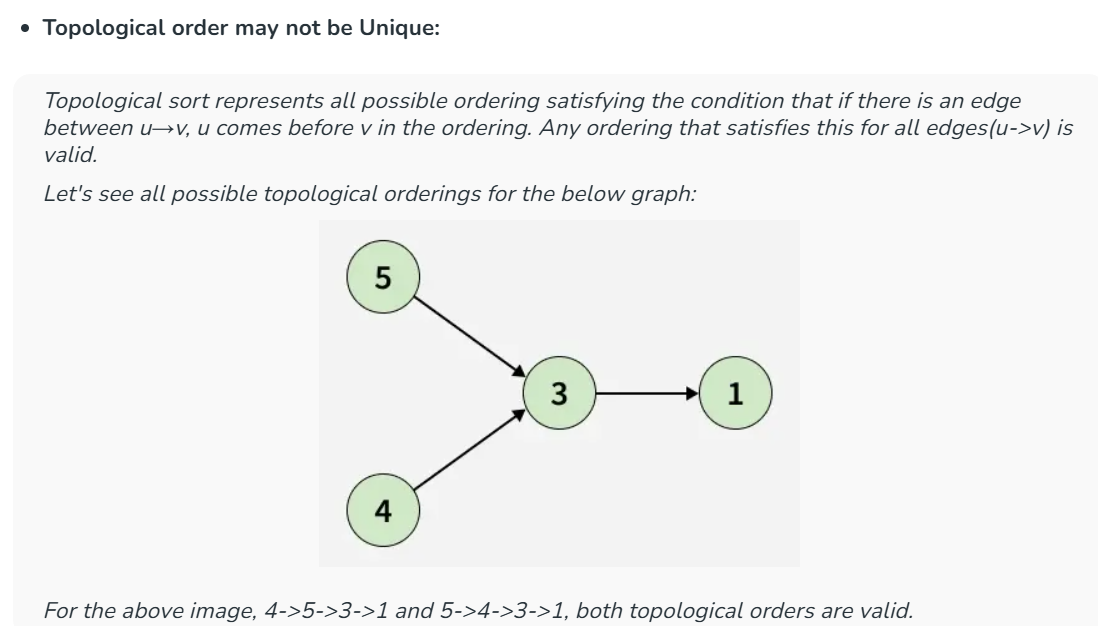 Topological order may not be Unique:
Topological sort represents all possible ordering satisfying the condition that if there is an edge
between u→v, u comes before v in the ordering. Any ordering that satisfies this for all edges(u->v) is
valid.
Let's see all possible topological orderings for the below graph:
5
3
1
4
For the above image, 4->5->3->1 and 5->4->3->1, both topological orders are valid.